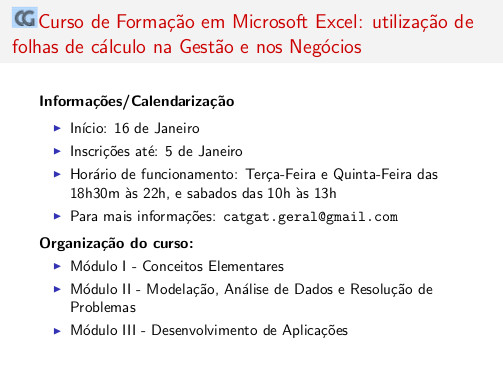 CG Curso de Formação em Microsoft Excel: utilização de
folhas de cálculo na Gestão e nos Negócios
Informações/Calendarização
Início: 16 de Janeiro
Inscrições até: 5 de Janeiro
Horário de funcionamento: Terça-Feira e Quinta-Feira das
18h30m às 22h, e sabados das 10h às 13h
Para mais informações: catgat.geral@gmail.com
Organização do curso:
Módulo I - Conceitos Elementares
Módulo II - Modelação, Análise de Dados e Resolução de
Problemas
Módulo III - Desenvolvimento de Aplicações